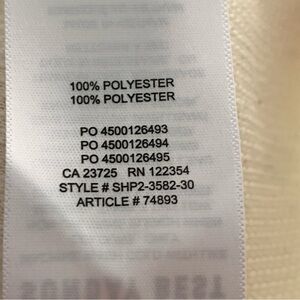 100% POLYESTER
100% POLYESTER
PO 4500126493
PO 4500126494
PO 4500126495
CA 23725 RN 122354
STYLE # SHP2-3582-30
ARTICLE # 74893